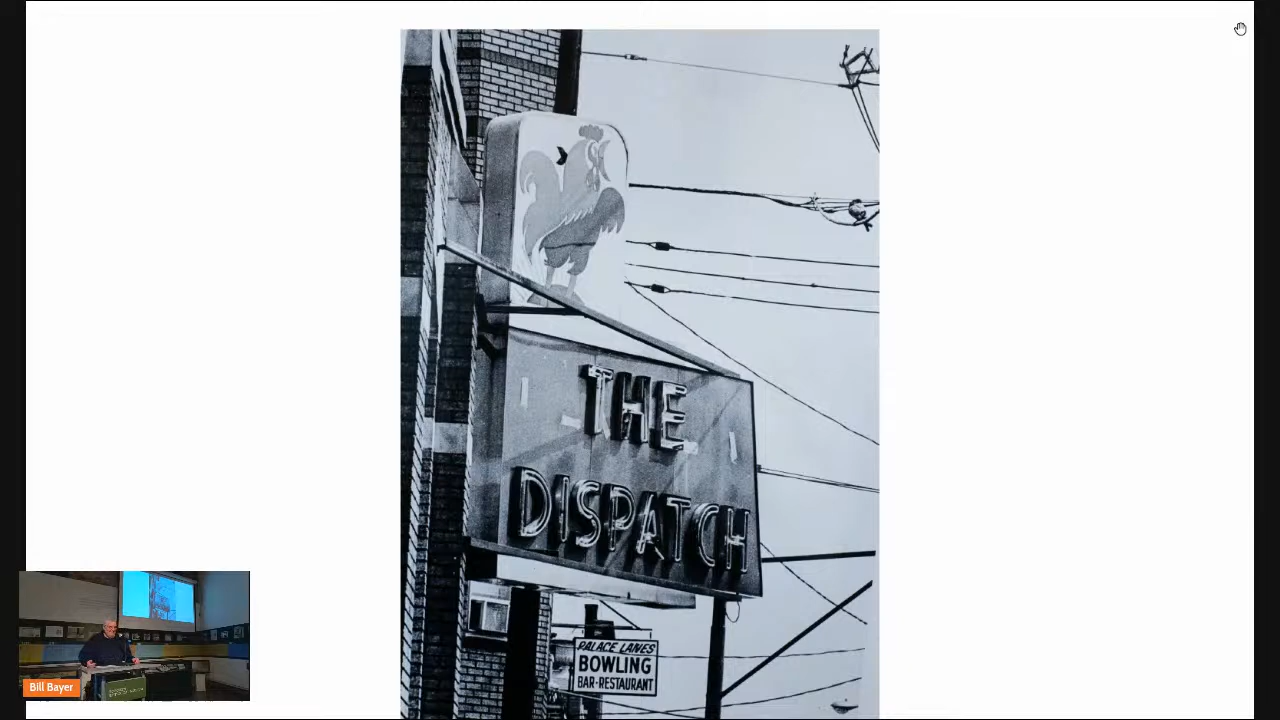 THE
DISPATCH
PALACE LANES
BOWLING
BAR-RESTAURANT
Bill Bayer